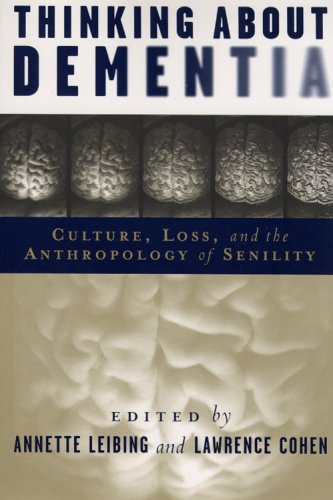 THINKING ABOUT
DEMENTIA
CULTURE, LOSS, and the
ANTHROPOLOGY of SENILITY
EDITED by
ANNETTE LEIBING and LAWRENCE COHEN